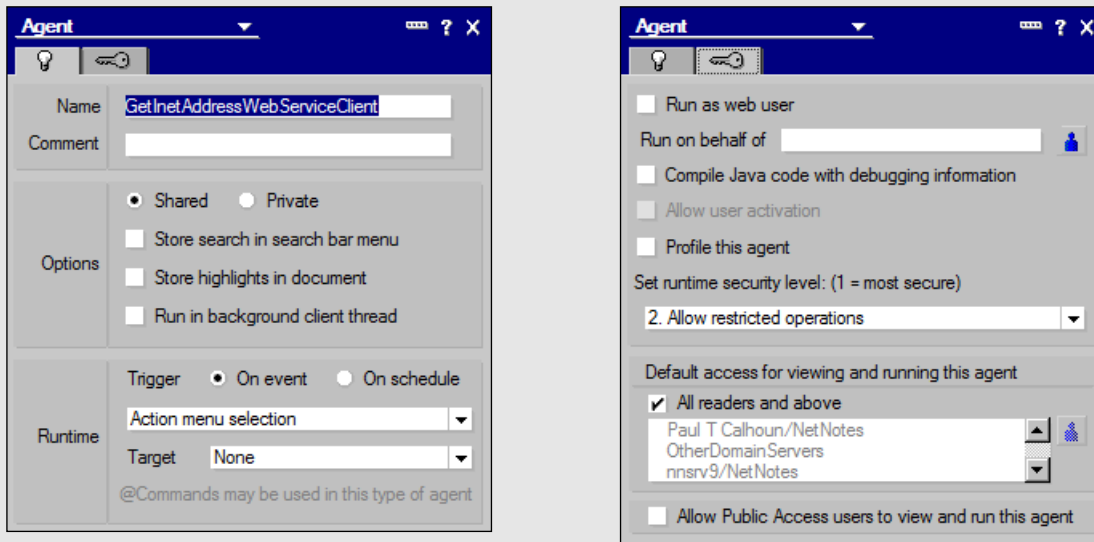 Agent ? X
Name GetInetAddressWebServiceClient
Comment
Options
Shared Private
Store search in search bar menu
Store highlights in document
Run in background client thread
Runtime
Trigger On event On schedule
Action menu selection
Target None
@Commands may be used in this type of agent
Agent ? X
Run as web user
Run on behalf of
Compile Java code with debugging information
Allow user activation
Profile this agent
Set runtime security level: (1 = most secure)
2. Allow restricted operations
Default access for viewing and running this agent
All readers and above
Paul T Calhoun/NetNotes
OtherDomainServers
nnsrv9/NetNotes
Allow Public Access users to view and run this agent